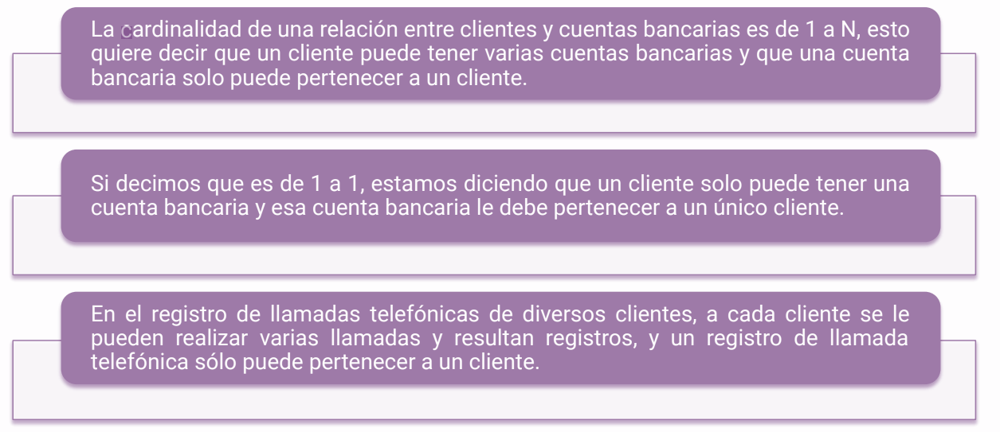 La cardinalidad de una relación entre clientes y cuentas bancarias es de 1 a N, esto
quiere decir que un cliente puede tener varias cuentas bancarias y que una cuenta
bancaria solo puede pertenecer a un cliente.
Si decimos que es de 1 a 1, estamos diciendo que un cliente solo puede tener una
cuenta bancaria y esa cuenta bancaria le debe pertenecer a un único cliente.
En el registro de llamadas telefónicas de diversos clientes, a cada cliente se le
pueden realizar varias llamadas y resultan registros, y un registro de llamada
telefónica sólo puede pertenecer a un cliente.